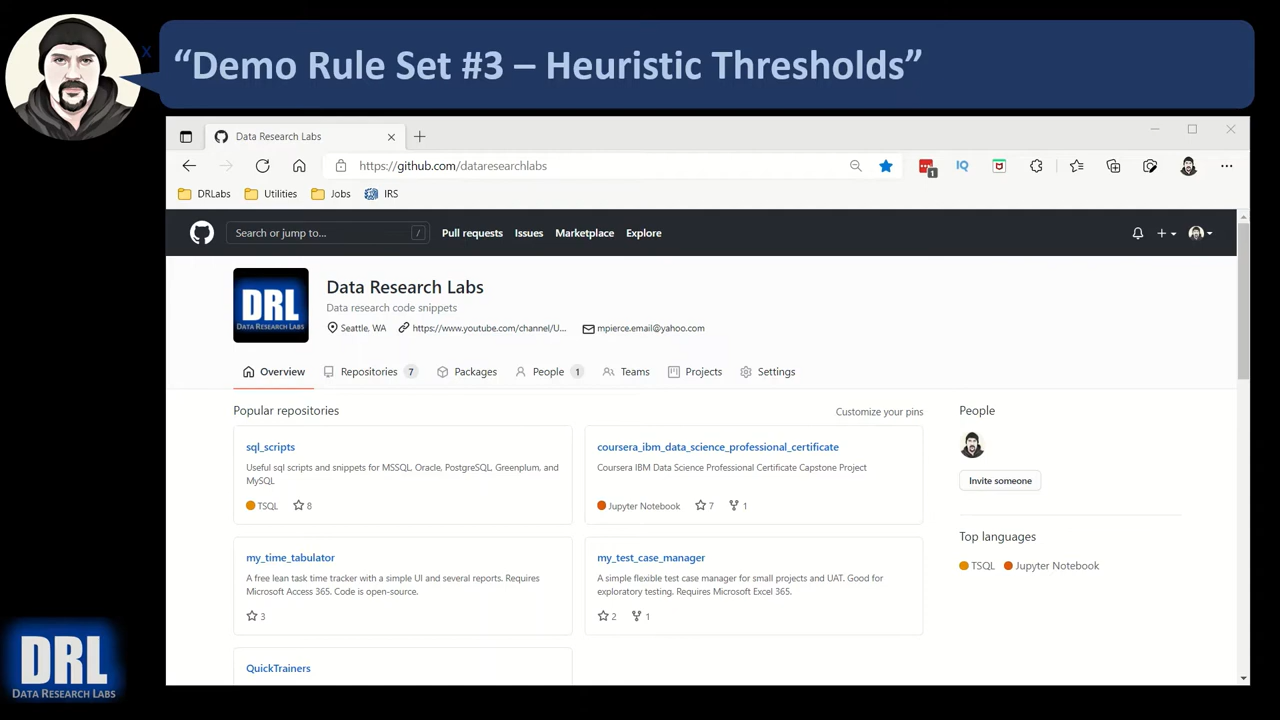 x
“Demo Rule Set #3 – Heuristic Thresholds”
Data Research Labs
https://github.com/dataresearchlabs
1
DRLabs Utilities Jobs IRS
Search or jump to... / Pull requests Issues Marketplace Explore
DRL
DATA RESEARCH LABS
Data Research Labs
Data research code snippets
Seattle, WA https://www.youtube.com/channel/U... mpierce.email@yahoo.com
Overview Repositories 7 Packages People 1 Teams Projects Settings
Popular repositories
Customize your pins
sql_scripts
Useful sql scripts and snippets for MSSQL, Oracle, PostgreSQL, Greenplum, and
MySQL
TSQL 8
coursera_ibm_data_science_professional_certificate
Coursera IBM Data Science Professional Certificate Capstone Project
Jupyter Notebook 7 1
my_time_tabulator
A free lean task time tracker with a simple UI and several reports. Requires
Microsoft Access 365. Code is open-source.
3
my_test_case_manager
A simple flexible test case manager for small projects and UAT. Good for
exploratory testing. Requires Microsoft Excel 365.
2 1
QuickTrainers
People
Invite someone
Top languages
TSQL Jupyter Notebook
DRL
DATA RESEARCH LABS